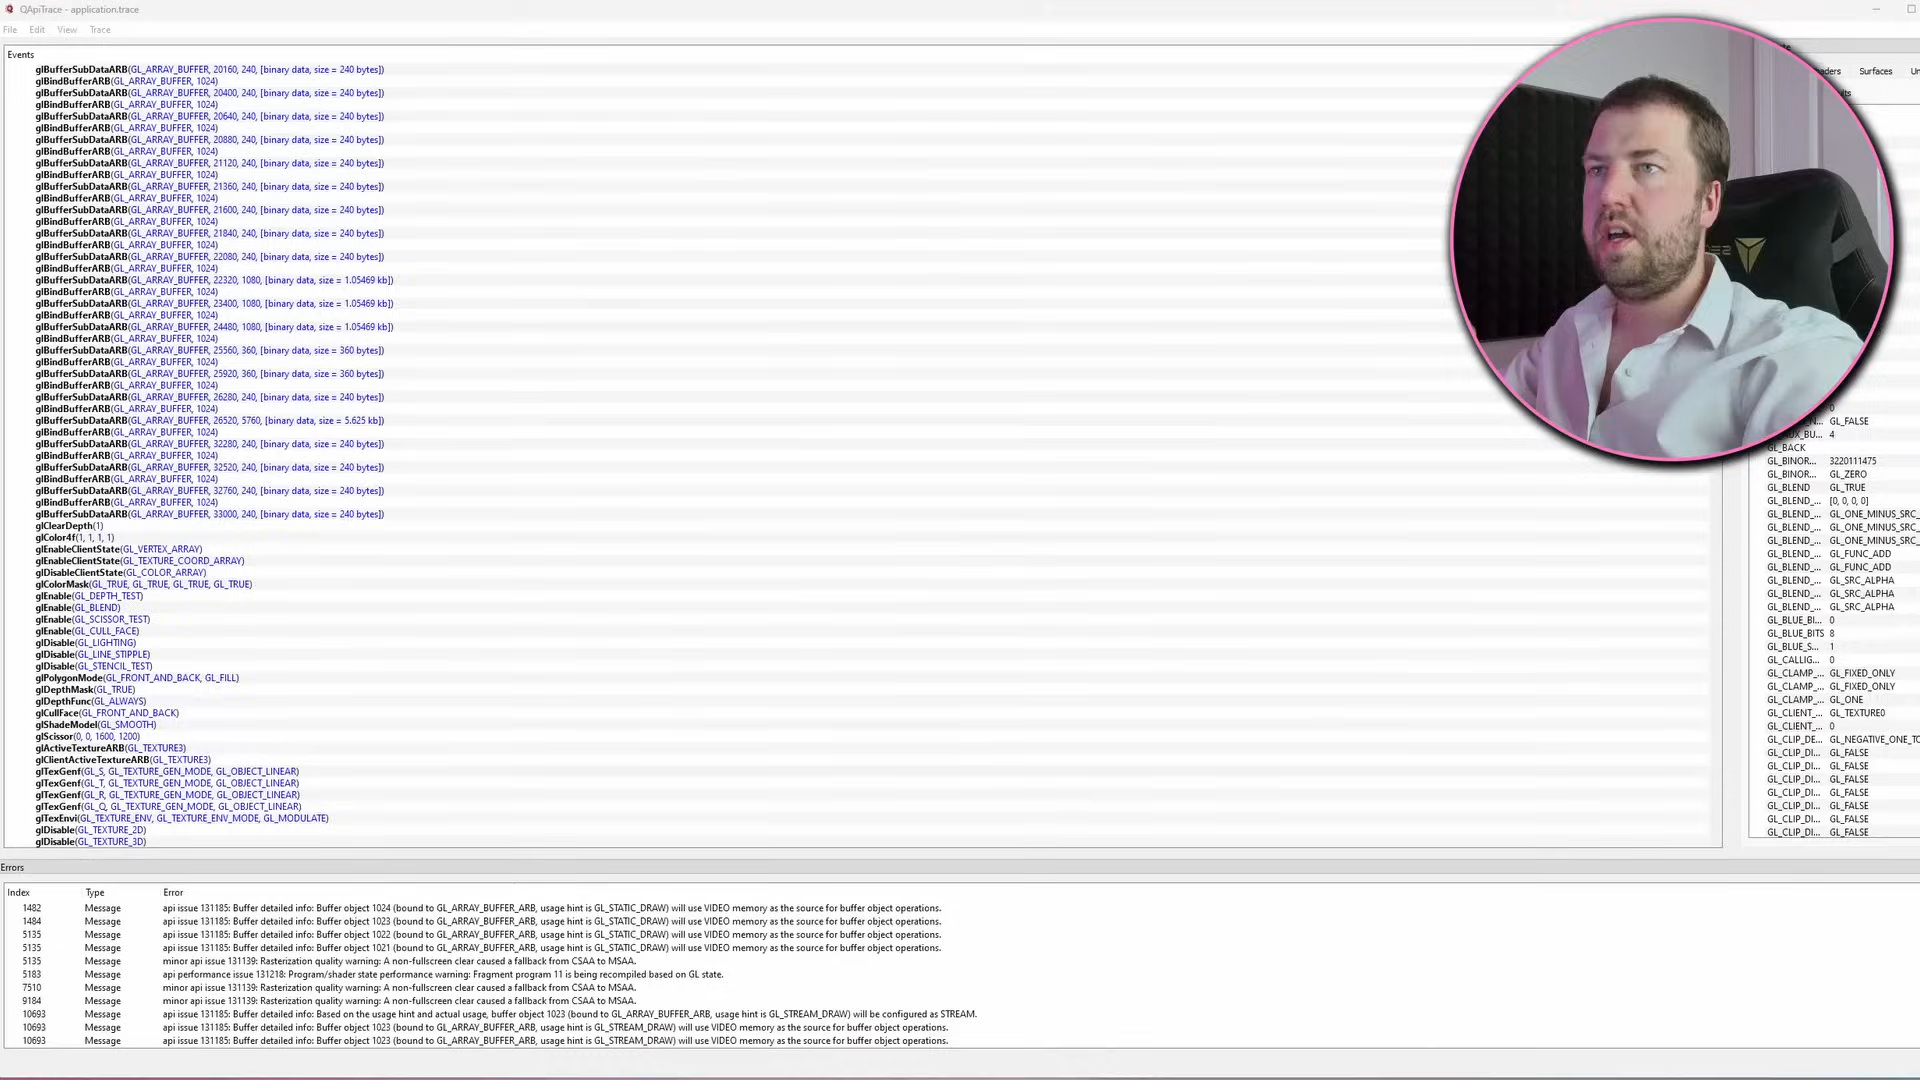 QApiTrace - application.trace
File Edit View Trace
Events
glBufferSubDataARB(GL_ARRAY_BUFFER, 20160, 240, [binary data, size = 240 bytes])
glBindBufferARB(GL_ARRAY_BUFFER, 1024)
glBufferSubDataARB(GL_ARRAY_BUFFER, 20400, 240, [binary data, size = 240 bytes])
glBindBufferARB(GL_ARRAY_BUFFER, 1024)
glBufferSubDataARB(GL_ARRAY_BUFFER, 20640, 240, [binary data, size = 240 bytes])
glBindBufferARB(GL_ARRAY_BUFFER, 1024)
glBufferSubDataARB(GL_ARRAY_BUFFER, 20880, 240, [binary data, size = 240 bytes])
glBindBufferARB(GL_ARRAY_BUFFER, 1024)
glBufferSubDataARB(GL_ARRAY_BUFFER, 21120, 240, [binary data, size = 240 bytes])
glBindBufferARB(GL_ARRAY_BUFFER, 1024)
glBufferSubDataARB(GL_ARRAY_BUFFER, 21360, 240, [binary data, size = 240 bytes])
glBindBufferARB(GL_ARRAY_BUFFER, 1024)
glBufferSubDataARB(GL_ARRAY_BUFFER, 21600, 240, [binary data, size = 240 bytes])
glBindBufferARB(GL_ARRAY_BUFFER, 1024)
glBufferSubDataARB(GL_ARRAY_BUFFER, 21840, 240, [binary data, size = 240 bytes])
glBindBufferARB(GL_ARRAY_BUFFER, 1024)
glBufferSubDataARB(GL_ARRAY_BUFFER, 22080, 240, [binary data, size = 240 bytes])
glBindBufferARB(GL_ARRAY_BUFFER, 1024)
glBufferSubDataARB(GL_ARRAY_BUFFER, 22320, 1080, [binary data, size = 1.05469 kb])
glBindBufferARB(GL_ARRAY_BUFFER, 1024)
glBufferSubDataARB(GL_ARRAY_BUFFER, 23400, 1080, [binary data, size = 1.05469 kb])
glBindBufferARB(GL_ARRAY_BUFFER, 1024)
glBufferSubDataARB(GL_ARRAY_BUFFER, 24480, 1080, [binary data, size = 1.05469 kb])
glBindBufferARB(GL_ARRAY_BUFFER, 1024)
glBufferSubDataARB(GL_ARRAY_BUFFER, 25560, 360, [binary data, size = 360 bytes])
glBindBufferARB(GL_ARRAY_BUFFER, 1024)
glBufferSubDataARB(GL_ARRAY_BUFFER, 25920, 360, [binary data, size = 360 bytes])
glBindBufferARB(GL_ARRAY_BUFFER, 1024)
glBufferSubDataARB(GL_ARRAY_BUFFER, 26280, 240, [binary data, size = 240 bytes])
glBindBufferARB(GL_ARRAY_BUFFER, 1024)
glBufferSubDataARB(GL_ARRAY_BUFFER, 26520, 5760, [binary data, size = 5.625 kb])
glBindBufferARB(GL_ARRAY_BUFFER, 1024)
glBufferSubDataARB(GL_ARRAY_BUFFER, 32280, 240, [binary data, size = 240 bytes])
glBindBufferARB(GL_ARRAY_BUFFER, 1024)
glBufferSubDataARB(GL_ARRAY_BUFFER, 32520, 240, [binary data, size = 240 bytes])
glBindBufferARB(GL_ARRAY_BUFFER, 1024)
glBufferSubDataARB(GL_ARRAY_BUFFER, 32760, 240, [binary data, size = 240 bytes])
glBindBufferARB(GL_ARRAY_BUFFER, 1024)
glBufferSubDataARB(GL_ARRAY_BUFFER, 33000, 240, [binary data, size = 240 bytes])
glClearDepth(1)
glColor4f(1, 1, 1, 1)
glEnableClientState(GL_VERTEX_ARRAY)
glEnableClientState(GL_TEXTURE_COORD_ARRAY)
glDisableClientState(GL_COLOR_ARRAY)
glColorMask(GL_TRUE, GL_TRUE, GL_TRUE, GL_TRUE)
glEnable(GL_DEPTH_TEST)
glEnable(GL_BLEND)
glEnable(GL_SCISSOR_TEST)
glEnable(GL_CULL_FACE)
glDisable(GL_LIGHTING)
glDisable(GL_LINE_STIPPLE)
glDisable(GL_STENCIL_TEST)
glPolygonMode(GL_FRONT_AND_BACK, GL_FILL)
glDepthMask(GL_TRUE)
glDepthFunc(GL_ALWAYS)
glCullFace(GL_FRONT_AND_BACK)
glShadeModel(GL_SMOOTH)
glScissor(0, 0, 1600, 1200)
glActiveTextureARB(GL_TEXTURE3)
glClientActiveTextureARB(GL_TEXTURE3)
glTexGenf(GL_S, GL_TEXTURE_GEN_MODE, GL_OBJECT_LINEAR)
glTexGenf(GL_T, GL_TEXTURE_GEN_MODE, GL_OBJECT_LINEAR)
glTexGenf(GL_R, GL_TEXTURE_GEN_MODE, GL_OBJECT_LINEAR)
glTexGenf(GL_Q, GL_TEXTURE_GEN_MODE, GL_OBJECT_LINEAR)
glTexEnvi(GL_TEXTURE_ENV, GL_TEXTURE_ENV_MODE, GL_MODULATE)
glDisable(GL_TEXTURE_2D)
glDisable(GL_TEXTURE_3D)
aders Surfaces Un
ults
0
GL_FALSE
UX_BU... 4
GL_BACK
GL_BINOR... 3220111475
GL_BINOR... GL_ZERO
GL_BLEND GL_TRUE
GL_BLEND_... [0, 0, 0, 0]
GL_BLEND_... GL_ONE_MINUS_SRC_
GL_BLEND_... GL_ONE_MINUS_SRC_
GL_BLEND_... GL_ONE_MINUS_SRC_
GL_BLEND_... GL_FUNC_ADD
GL_BLEND_... GL_FUNC_ADD
GL_BLEND_... GL_SRC_ALPHA
GL_BLEND_... GL_SRC_ALPHA
GL_BLEND_... GL_SRC_ALPHA
GL_BLUE_BI... 0
GL_BLUE_BITS 8
GL_BLUE_S... 1
GL_CALLIG... 0
GL_CLAMP_... GL_FIXED_ONLY
GL_CLAMP_... GL_FIXED_ONLY
GL_CLAMP_... GL_ONE
GL_CLIENT_... GL_TEXTURE0
GL_CLIENT_... 0
GL_CLIP_DE... GL_NEGATIVE_ONE_TO
GL_CLIP_DI... GL_FALSE
GL_CLIP_DI... GL_FALSE
GL_CLIP_DI... GL_FALSE
GL_CLIP_DI... GL_FALSE
GL_CLIP_DI... GL_FALSE
GL_CLIP_DI... GL_FALSE
GL_CLIP_DI... GL_FALSE
Errors
Index Type Error
1482 Message api issue 131185: Buffer detailed info: Buffer object 1024 (bound to GL_ARRAY_BUFFER_ARB, usage hint is GL_STATIC_DRAW) will use VIDEO memory as the source for buffer object operations.
1484 Message api issue 131185: Buffer detailed info: Buffer object 1023 (bound to GL_ARRAY_BUFFER_ARB, usage hint is GL_STATIC_DRAW) will use VIDEO memory as the source for buffer object operations.
5135 Message api issue 131185: Buffer detailed info: Buffer object 1022 (bound to GL_ARRAY_BUFFER_ARB, usage hint is GL_STATIC_DRAW) will use VIDEO memory as the source for buffer object operations.
5135 Message api issue 131185: Buffer detailed info: Buffer object 1021 (bound to GL_ARRAY_BUFFER_ARB, usage hint is GL_STATIC_DRAW) will use VIDEO memory as the source for buffer object operations.
5135 Message minor api issue 131139: Rasterization quality warning: A non-fullscreen clear caused a fallback from CSAA to MSAA.
5183 Message api performance issue 131218: Program/shader state performance warning: Fragment program 11 is being recompiled based on GL state.
7510 Message minor api issue 131139: Rasterization quality warning: A non-fullscreen clear caused a fallback from CSAA to MSAA.
9184 Message minor api issue 131139: Rasterization quality warning: A non-fullscreen clear caused a fallback from CSAA to MSAA.
10693 Message api issue 131185: Buffer detailed info: Based on the usage hint and actual usage, buffer object 1023 (bound to GL_ARRAY_BUFFER_ARB, usage hint is GL_STREAM_DRAW) will be configured as STREAM.
10693 Message api issue 131185: Buffer detailed info: Buffer object 1023 (bound to GL_ARRAY_BUFFER_ARB, usage hint is GL_STREAM_DRAW) will use VIDEO memory as the source for buffer object operations.
10693 Message api issue 131185: Buffer detailed info: Buffer object 1023 (bound to GL_ARRAY_BUFFER_ARB, usage hint is GL_STREAM_DRAW) will use VIDEO memory as the source for buffer object operations.